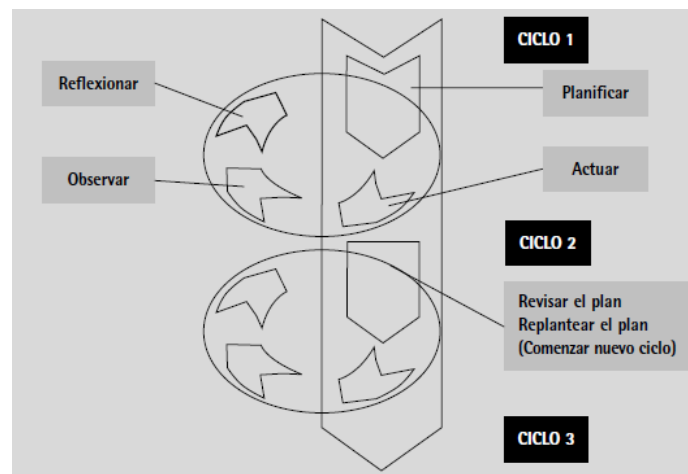 CICLO 1
Reflexionar
Planificar
Observar
Actuar
CICLO 2
Revisar el plan
Replantear el plan
(Comenzar nuevo ciclo)
CICLO 3